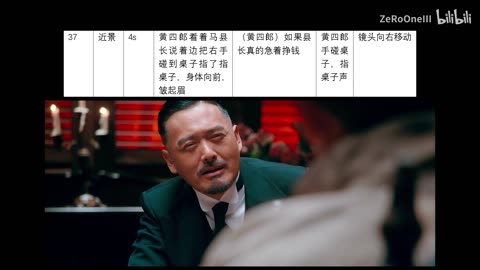 ZeRoOneIII bilibili
37
近景
4s
黄四郎看着马县
长说着边把右手
碰到桌子指了指
桌子，身体向前，
皱起眉
（黄四郎）如果县
长真的急着挣钱
黄四郎
手碰桌
子，指
桌子声
镜头向右移动